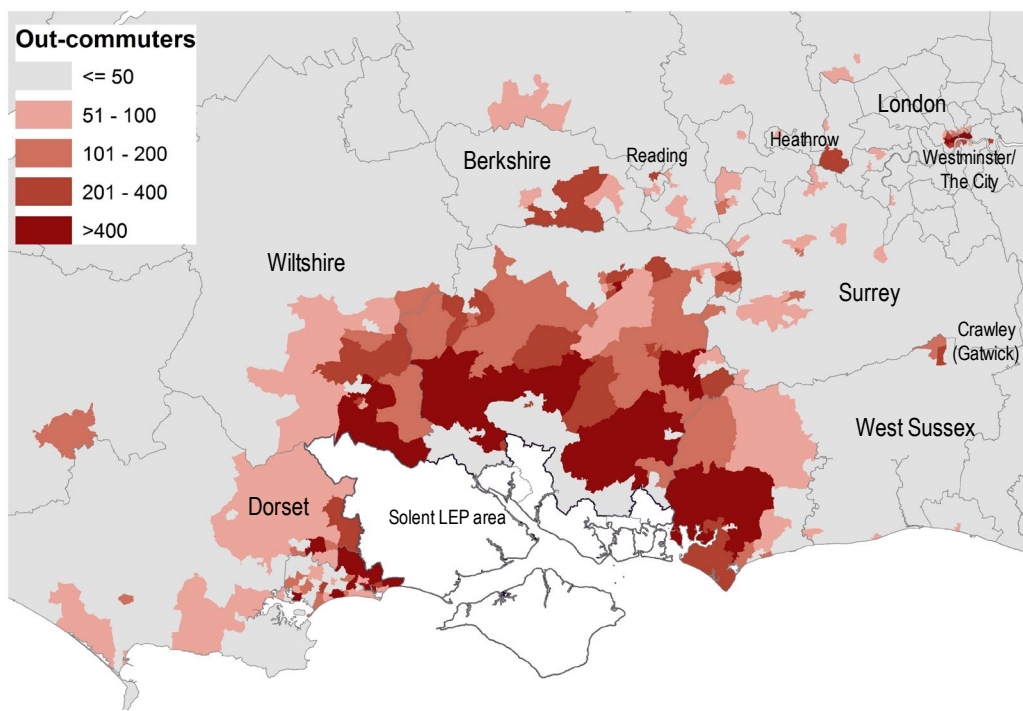 Out-commuters
<= 50
51 - 100
101 - 200
201 - 400
>400
London
Berkshire
Reading
Heathrow
Westminster/
The City
Wiltshire
Surrey
Crawley
(Gatwick)
West Sussex
Dorset
Solent LEP area